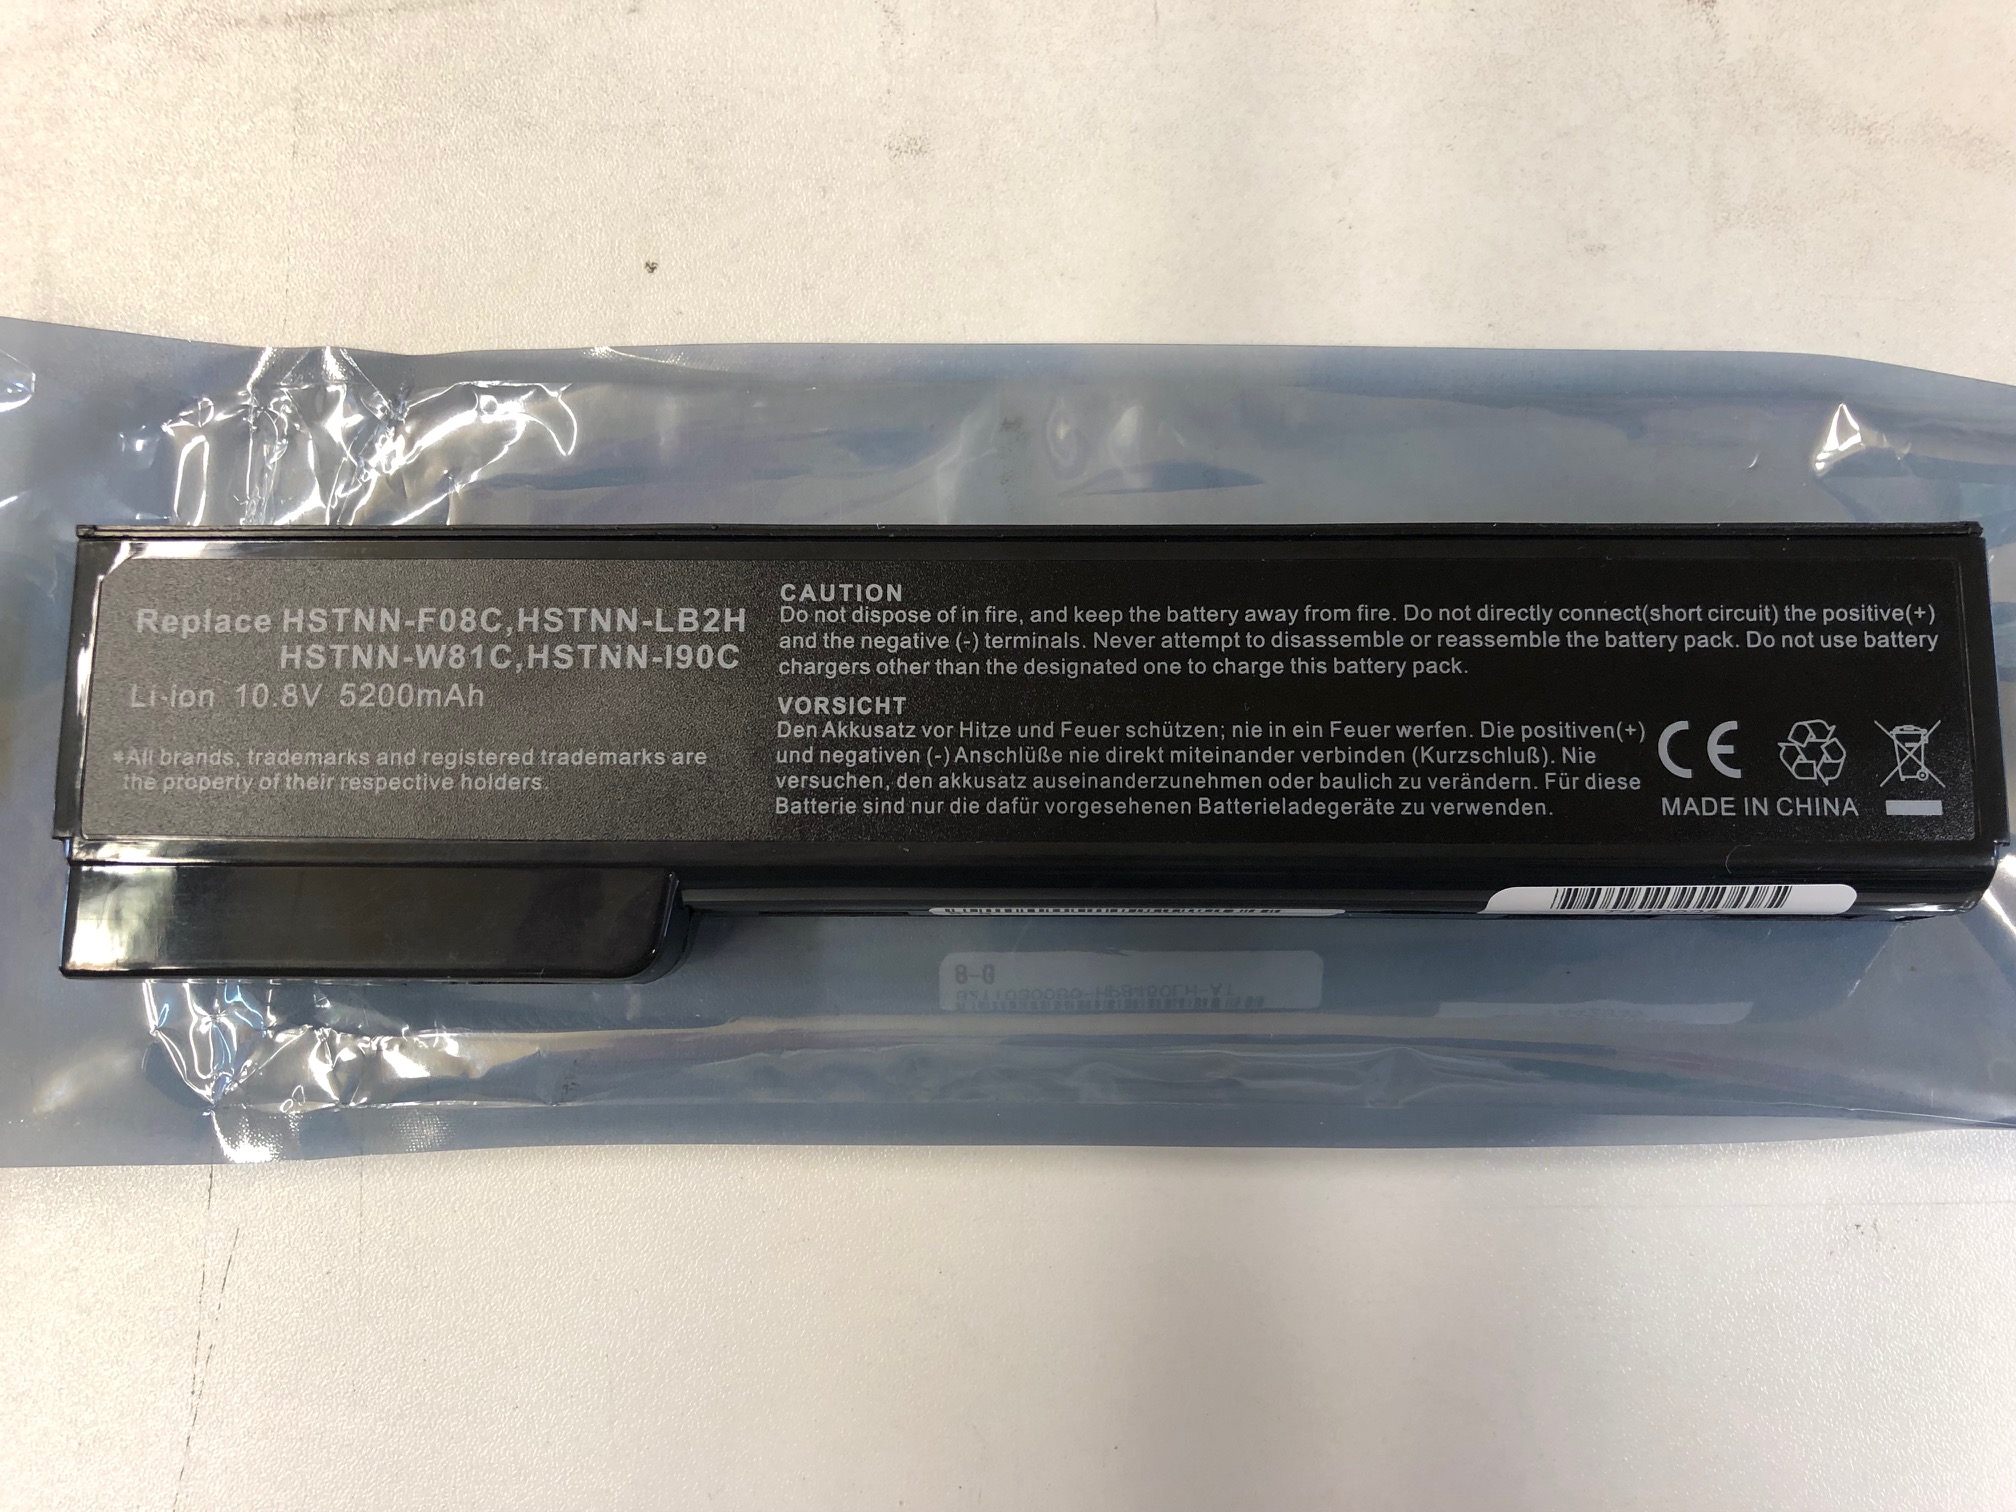 Replace HSTNN-F08C,HSTNN-LB2H
HSTNN-W81C,HSTNN-I90C
Li-ion 10.8V 5200mAh
*All brands, trademarks and registered trademarks are
the property of their respective holders.
CAUTION
Do not dispose of in fire, and keep the battery away from fire. Do not directly connect(short circuit) the positive(+)
and the negative (-) terminals. Never attempt to disassemble or reassemble the battery pack. Do not use battery
chargers other than the designated one to charge this battery pack.
VORSICHT
Den Akkusatz vor Hitze und Feuer schützen; nie in ein Feuer werfen. Die positiven(+)
und negativen (-) Anschlüße nie direkt miteinander verbinden (Kurzschluß). Nie
versuchen, den akkusatz auseinanderzunehmen oder baulich zu verändern. Für diese
Batterie sind nur die dafür vorgesehenen Batterieladegeräte zu verwenden.
CE
MADE IN CHINA